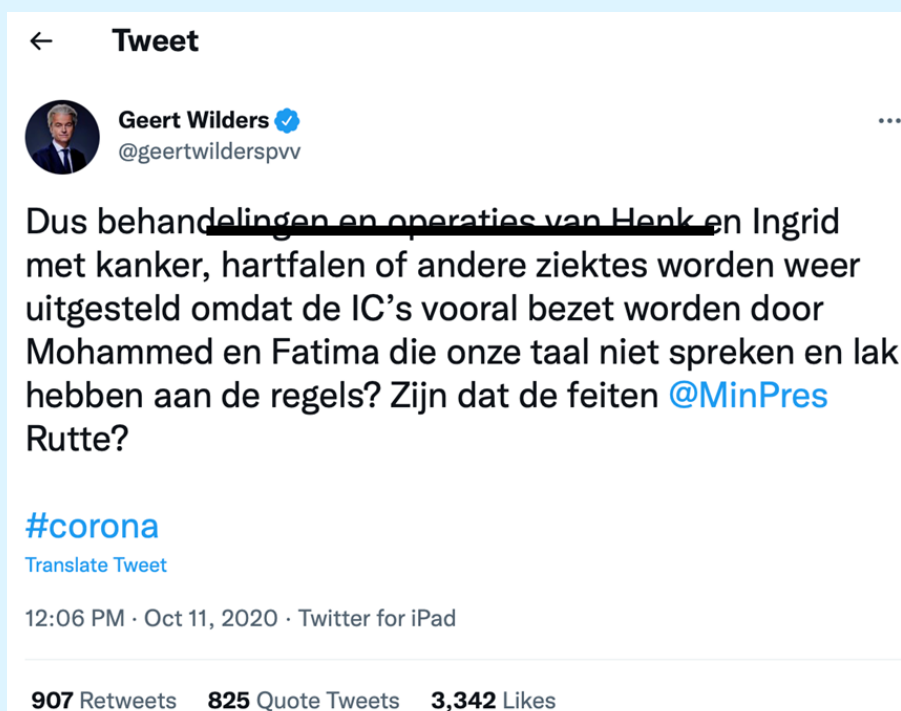 Tweet
Geert Wilders
@geertwilderspvv
Dus behandelingen en operaties van Henk en Ingrid
met kanker, hartfalen of andere ziektes worden weer
uitgesteld omdat de IC’s vooral bezet worden door
Mohammed en Fatima die onze taal niet spreken en lak
hebben aan de regels? Zijn dat de feiten @MinPres
Rutte?
#corona
Translate Tweet
12:06 PM · Oct 11, 2020 · Twitter for iPad
907 Retweets 825 Quote Tweets 3,342 Likes